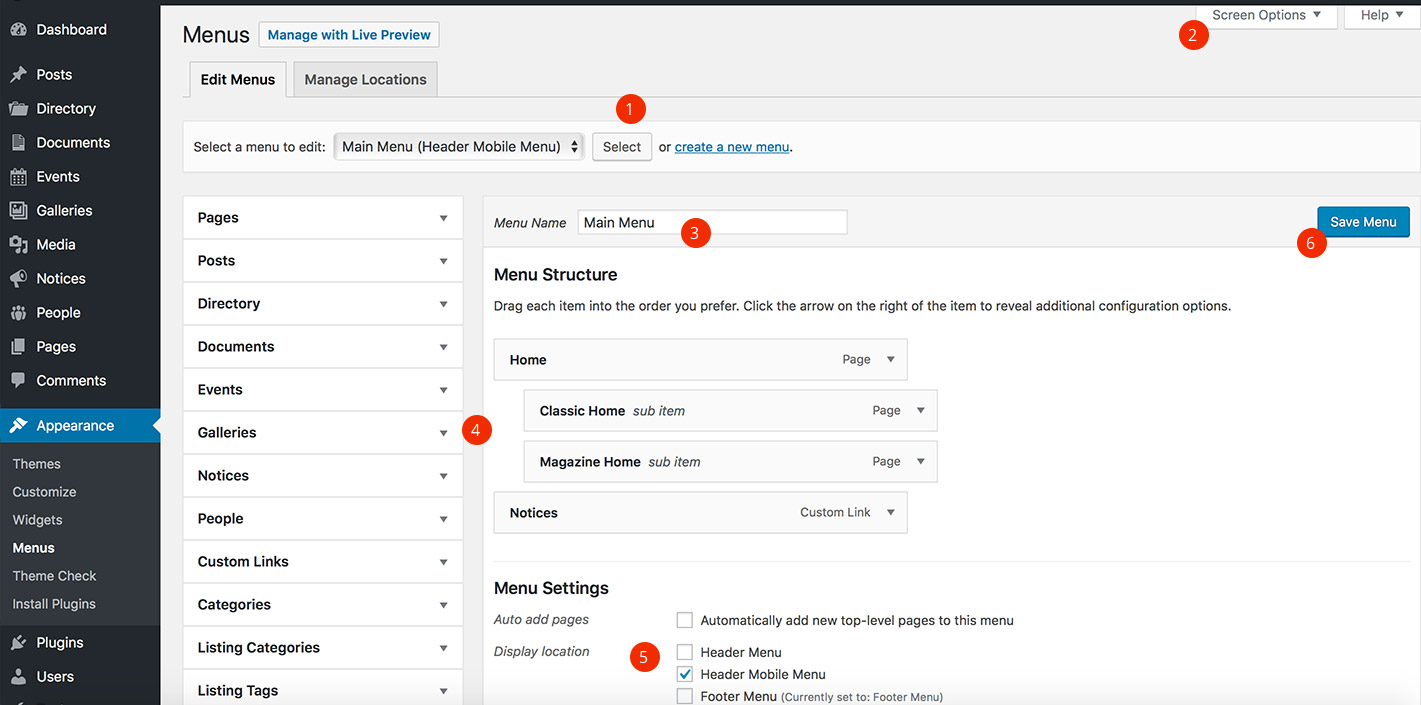 Dashboard
Posts
Directory
Documents
Events
Galleries
Media
Notices
People
Pages
Comments
Appearance
Themes
Customize
Widgets
Menus
Theme Check
Install Plugins
Plugins
Users
Screen Options
Help
2
Menus Manage with Live Preview
Edit Menus Manage Locations
1
Select a menu to edit: Main Menu (Header Mobile Menu) Select or create a new menu.
Pages
Posts
Directory
Documents
Events
Galleries
Notices
People
Custom Links
Categories
Listing Categories
Listing Tags
4
Menu Name Main Menu
3
Save Menu
6
Menu Structure
Drag each item into the order you prefer. Click the arrow on the right of the item to reveal additional configuration options.
Home Page
Classic Home sub item Page
Magazine Home sub item Page
Notices Custom Link
Menu Settings
Auto add pages Automatically add new top-level pages to this menu
Display location 5 Header Menu
Header Mobile Menu
Footer Menu (Currently set to: Footer Menu)